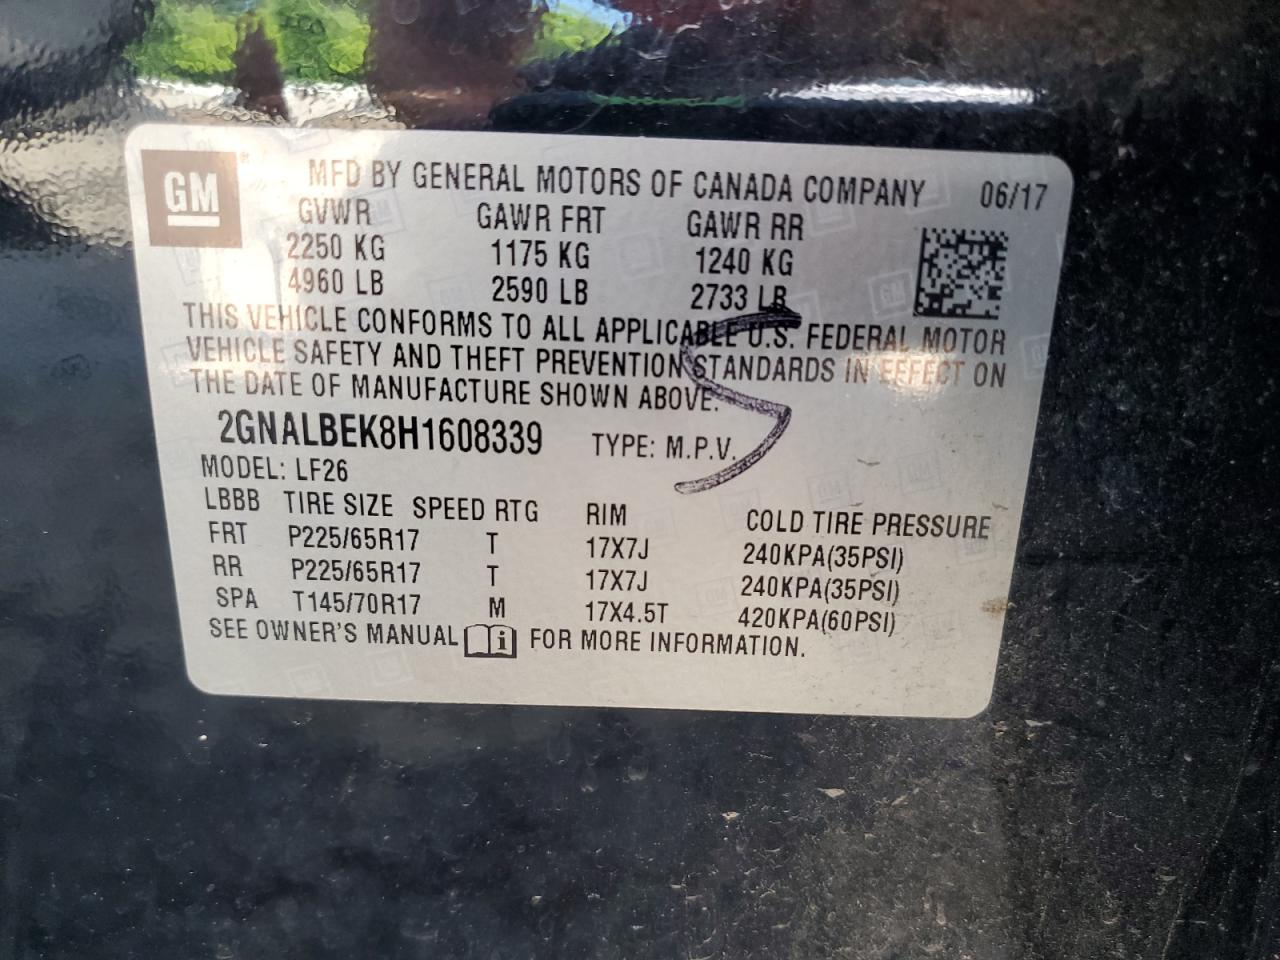 GM
MFD BY GENERAL MOTORS OF CANADA COMPANY 06/17
GVWR GAWR FRT GAWR RR
2250 KG 1175 KG 1240 KG
4960 LB 2590 LB 2733 LB
THIS VEHICLE CONFORMS TO ALL APPLICABLE U.S. FEDERAL MOTOR
VEHICLE SAFETY AND THEFT PREVENTION STANDARDS IN EFFECT ON
THE DATE OF MANUFACTURE SHOWN ABOVE.
2GNALBEK8H1608339 TYPE: M.P.V.
MODEL: LF26
LBBB TIRE SIZE SPEED RTG RIM COLD TIRE PRESSURE
FRT P225/65R17 T 17X7J 240KPA(35PSI)
RR P225/65R17 T 17X7J 240KPA(35PSI)
SPA T145/70R17 M 17X4.5T 420KPA(60PSI)
SEE OWNER'S MANUAL i FOR MORE INFORMATION.